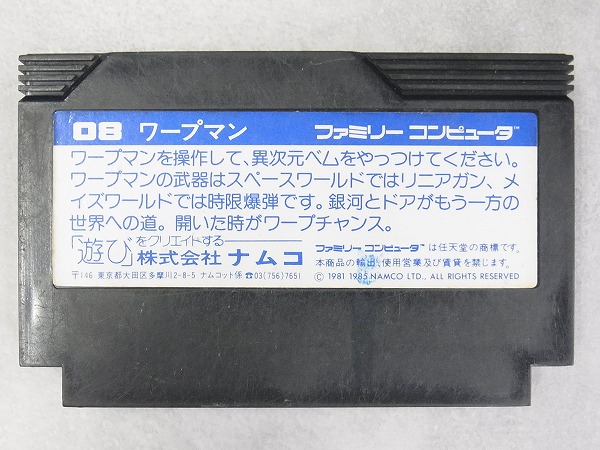 08 ワープマン ファミリー コンピュータ™
ワープマンを操作して、異次元ベムをやっつけてください。
ワープマンの武器はスペースワールドではリニアガン、メ
イズワールドでは時限爆弾です。銀河とドアがもう一方の
世界への道。開いた時がワープチャンス。
「遊び」をクリエイトする 株式会社 ナムコ
〒146 東京都大田区多摩川2-8-5 ナムコット係 ☎03(756)7651
ファミリー コンピュータ™は任天堂の商標です。
本商品の輸出、使用営業及び賃貸を禁じます。
© 1981 1985 NAMCO LTD., ALL RIGHTS RESERVED